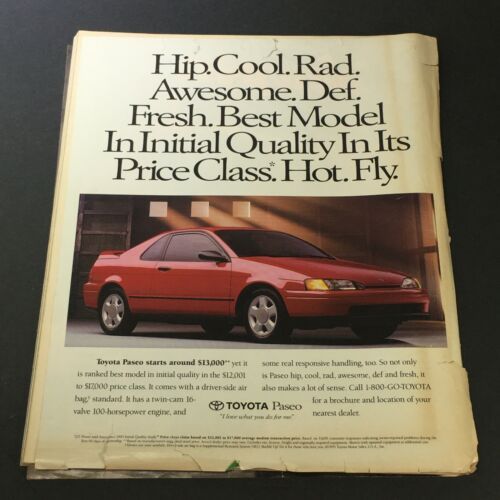 Hip. Cool. Rad.
Awesome. Def.
Fresh. Best Model
In Initial Quality In Its
Price Class.* Hot. Fly.
Toyota Paseo starts around $13,000** yet it
is ranked best model in initial quality in the $12,001
to $17,000 price class. It comes with a driver-side air
bag† standard. It has a twin-cam 16-
valve 100-horsepower engine, and
some real responsive handling, too. So not only
is Paseo hip, cool, rad, awesome, def and fresh, it
also makes a lot of sense. Call 1-800-GO-TOYOTA
for a brochure and location of your
nearest dealer.
TOYOTA Paseo
"I love what you do for me"